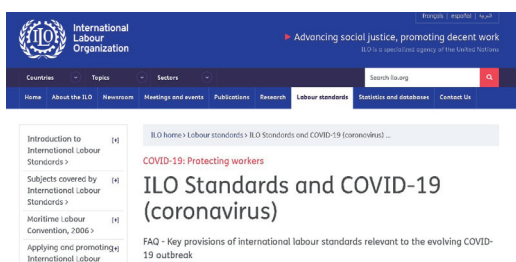 français | español | العربية
International
Labour
Organization
Advancing social justice, promoting decent work
ILO is a specialized agency of the United Nations
Countries Topics Sectors Search ilo.org
Home About the ILO Newsroom Meetings and events Publications Research Labour standards Statistics and databases Contact Us
Introduction to [+]
International Labour
Standards >
Subjects covered by [+]
International Labour
Standards >
Maritime Labour [+]
Convention, 2006 >
Applying and promoting [+]
International Labour
ILO home > Labour standards > ILO Standards and COVID-19 (coronavirus) ...
COVID-19: Protecting workers
ILO Standards and COVID-19
(coronavirus)
FAQ - Key provisions of international labour standards relevant to the evolving COVID-
19 outbreak